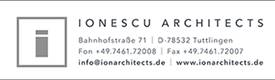 i
IONESCU ARCHITECTS
Bahnhofstraße 71 | D-78532 Tuttlingen
Fon +49.7461.72008 | Fax +49.7461.72007
info@ionarchitects.de | www.ionarchitects.de